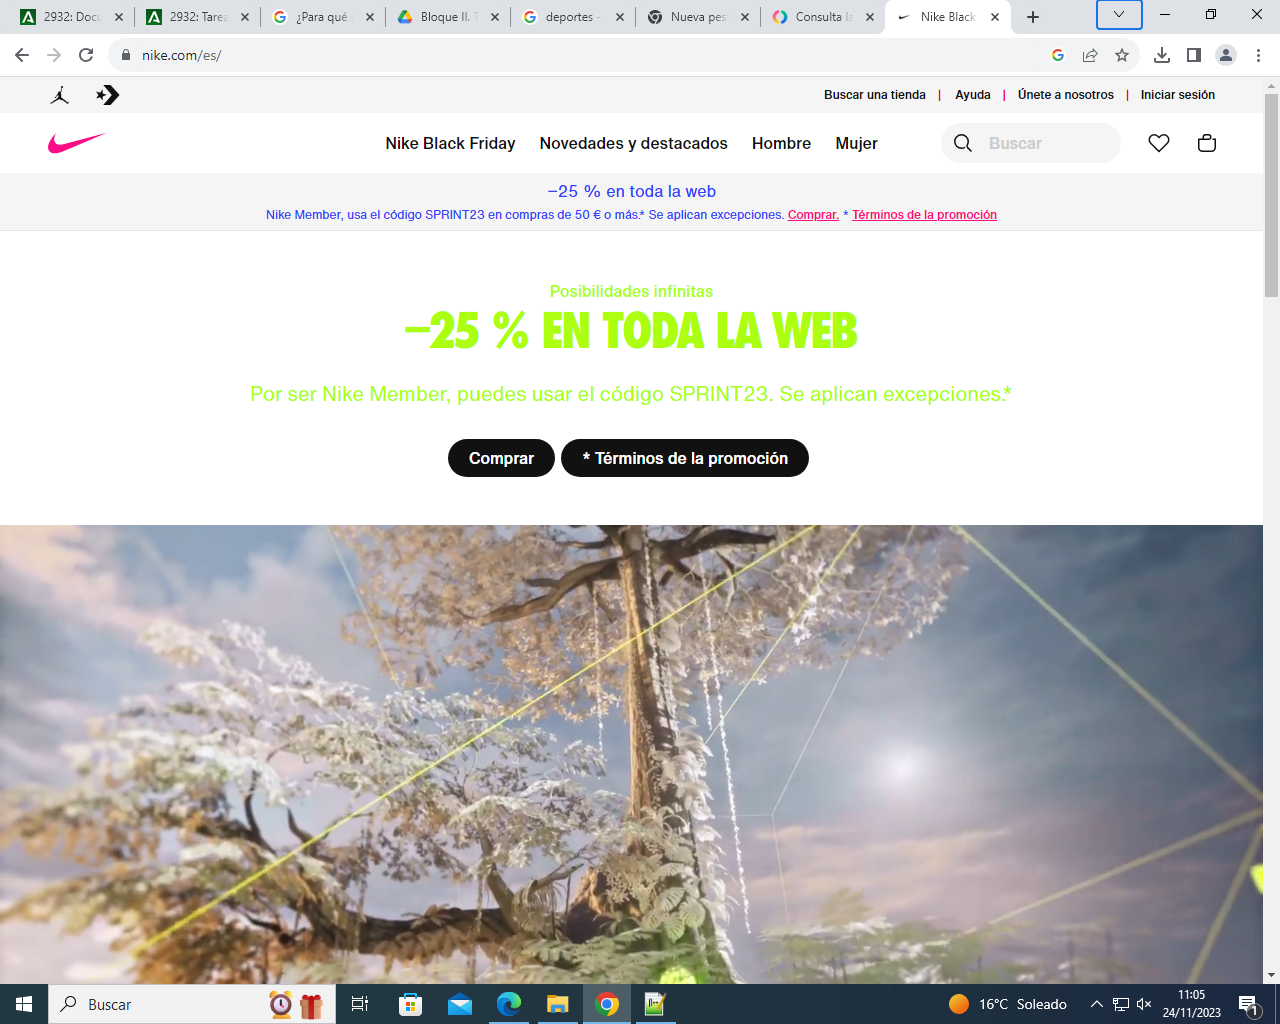 2932: Docu
2932: Tarea
¿Para qué s
Bloque II. T
deportes -
Nueva pes
Consulta la
Nike Black
nike.com/es/
Buscar una tienda | Ayuda | Únete a nosotros | Iniciar sesión
Nike Black Friday Novedades y destacados Hombre Mujer Buscar
−25 % en toda la web
Nike Member, usa el código SPRINT23 en compras de 50 € o más.* Se aplican excepciones. Comprar. * Términos de la promoción
Posibilidades infinitas
−25 % EN TODA LA WEB
Por ser Nike Member, puedes usar el código SPRINT23. Se aplican excepciones.*
Comprar * Términos de la promoción
Buscar
16°C Soleado
11:05
24/11/2023
1